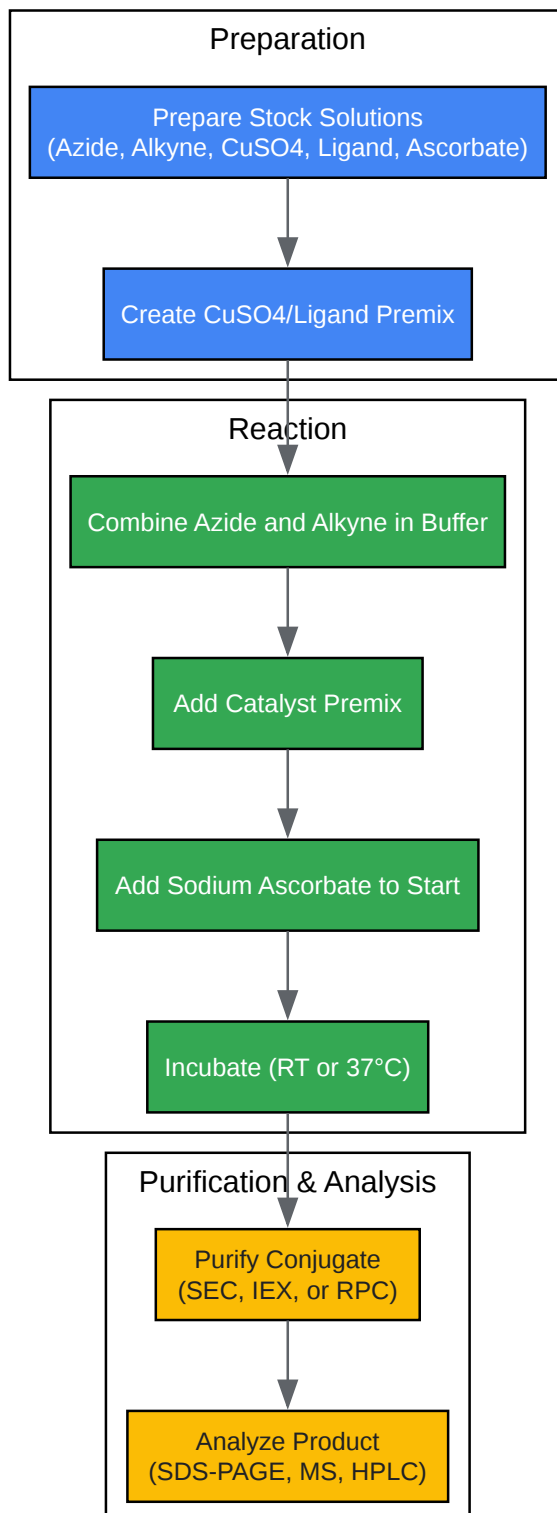 Preparation
Prepare Stock Solutions
(Azide, Alkyne, CuSO4, Ligand, Ascorbate)
Create CuSO4/Ligand Premix
Reaction
Combine Azide and Alkyne in Buffer
Add Catalyst Premix
Add Sodium Ascorbate to Start
Incubate (RT or 37°C)
Purification & Analysis
Purify Conjugate
(SEC, IEX, or RPC)
Analyze Product
(SDS-PAGE, MS, HPLC)